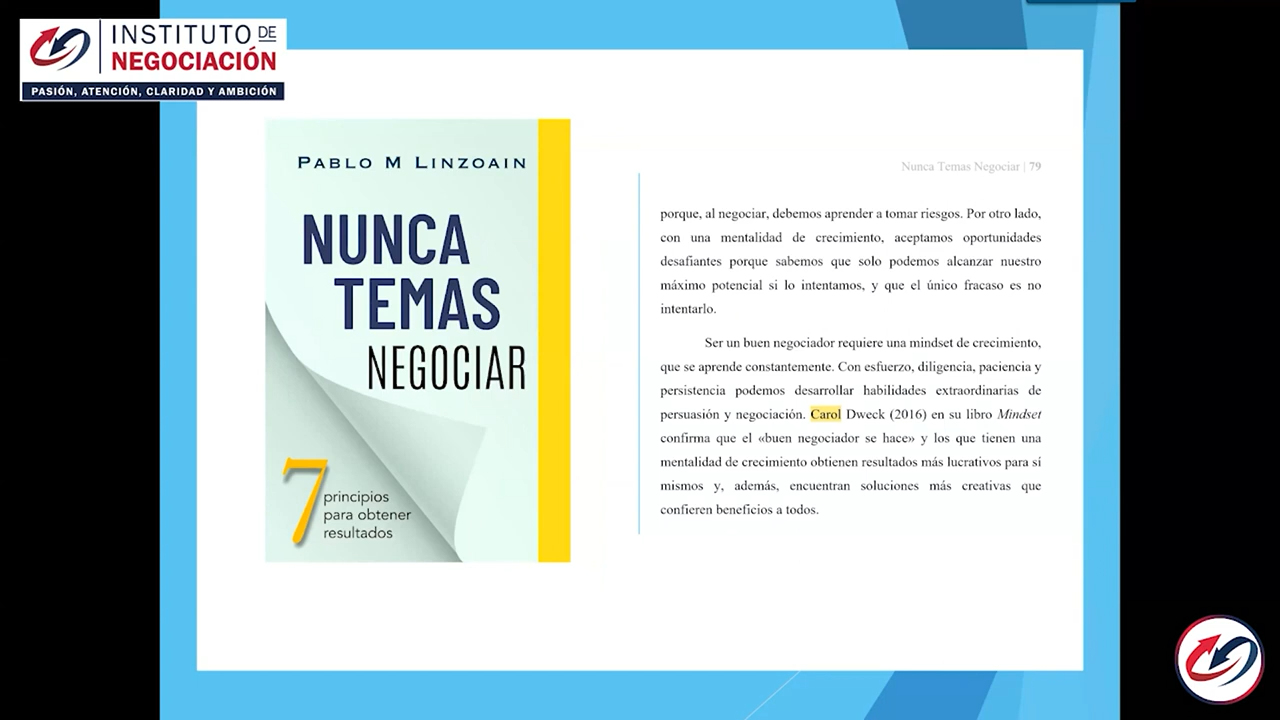 INSTITUTO DE
NEGOCIACIÓN
PASIÓN, ATENCIÓN, CLARIDAD Y AMBICIÓN
PABLO M LINZOAIN
NUNCA
TEMAS
NEGOCIAR
7 principios
para obtener
resultados
Nunca Temas Negociar | 79
porque, al negociar, debemos aprender a tomar riesgos. Por otro lado,
con una mentalidad de crecimiento, aceptamos oportunidades
desafiantes porque sabemos que solo podemos alcanzar nuestro
máximo potencial si lo intentamos, y que el único fracaso es no
intentarlo.
Ser un buen negociador requiere una mindset de crecimiento,
que se aprende constantemente. Con esfuerzo, diligencia, paciencia y
persistencia podemos desarrollar habilidades extraordinarias de
persuasión y negociación. Carol Dweck (2016) en su libro Mindset
confirma que el «buen negociador se hace» y los que tienen una
mentalidad de crecimiento obtienen resultados más lucrativos para sí
mismos y, además, encuentran soluciones más creativas que
confieren beneficios a todos.